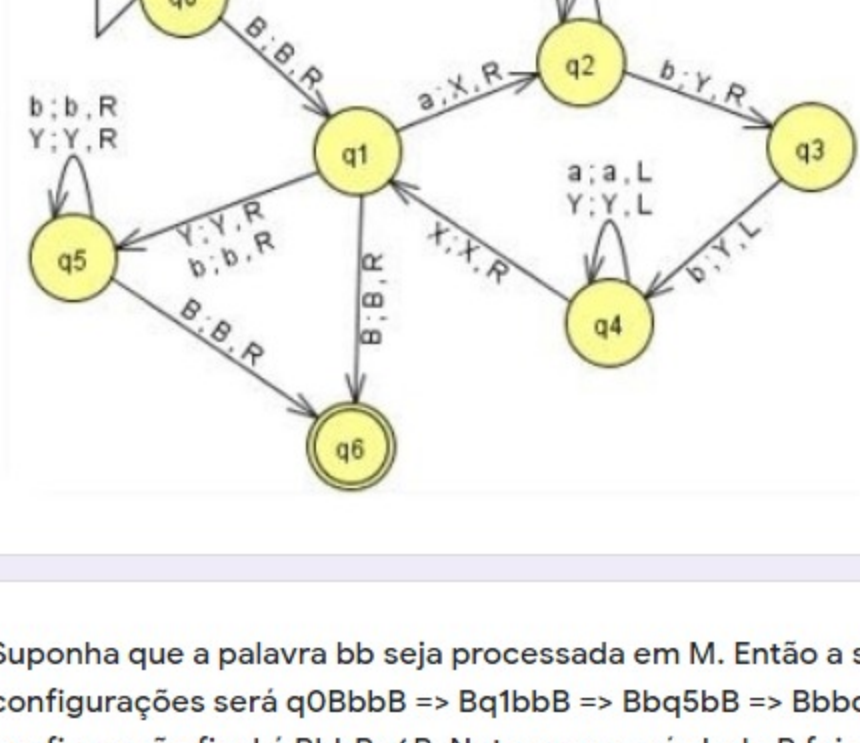 B;B,R
q2
b;Y,R
a;X,R
b;b,R
Y;Y,R
q1
q3
a;a,L
Y;Y,L
Y;Y,R
b;b,R
X;X,R
b;Y,L
q5
B;B,R
B;B,R
q4
q6
Suponha que a palavra bb seja processada em M. Então a
configurações será q0BbbB => Bq1bbB => Bbq5bB =>